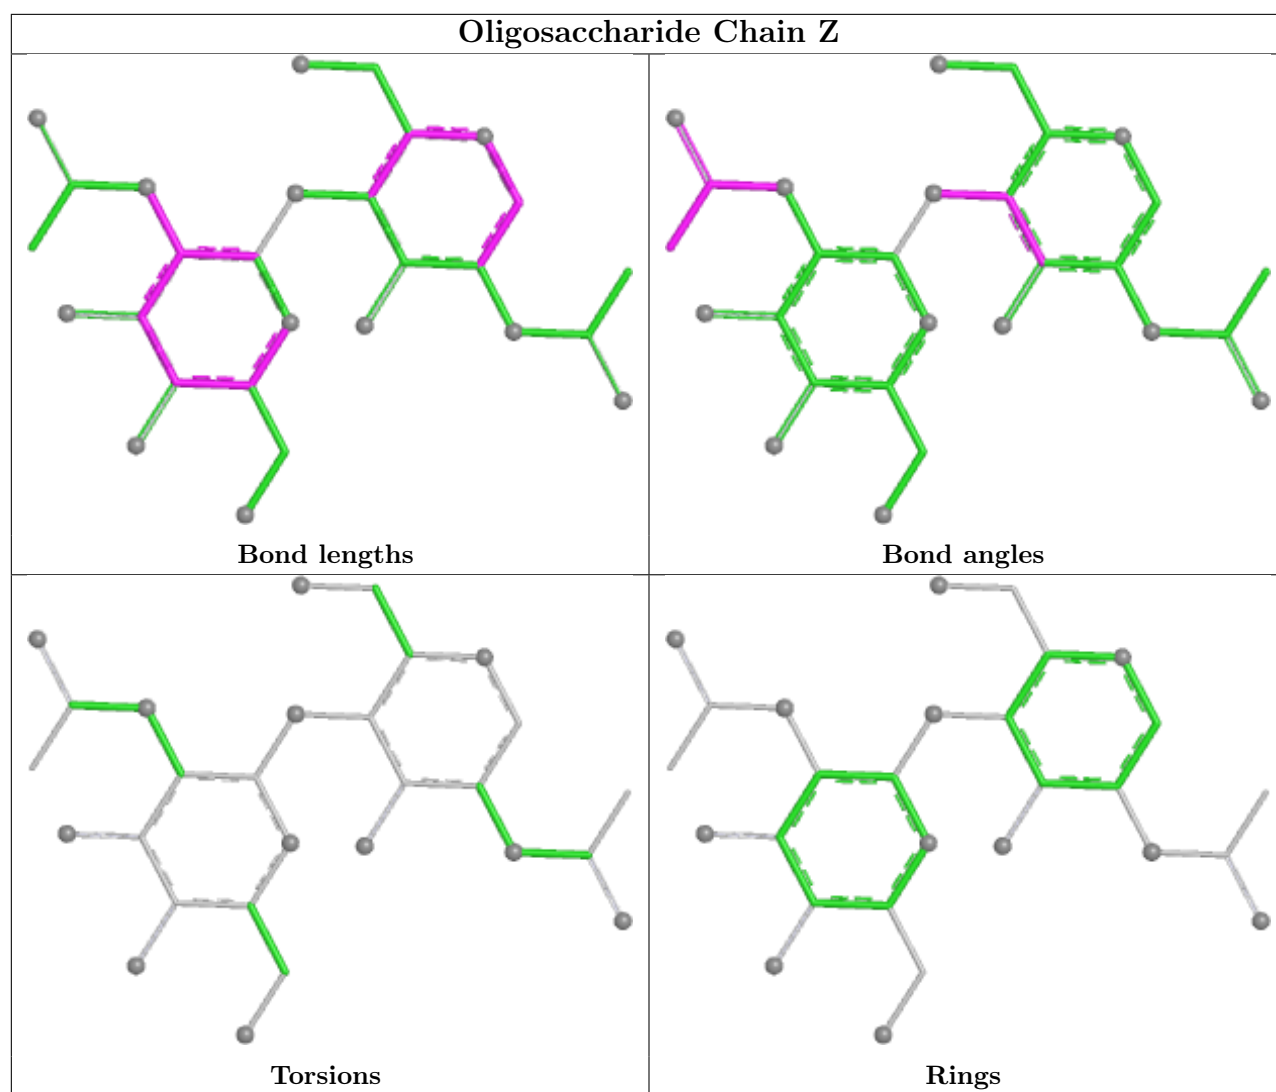 Oligosaccharide Chain Z
Bond lengths
Bond angles
Torsions
Rings